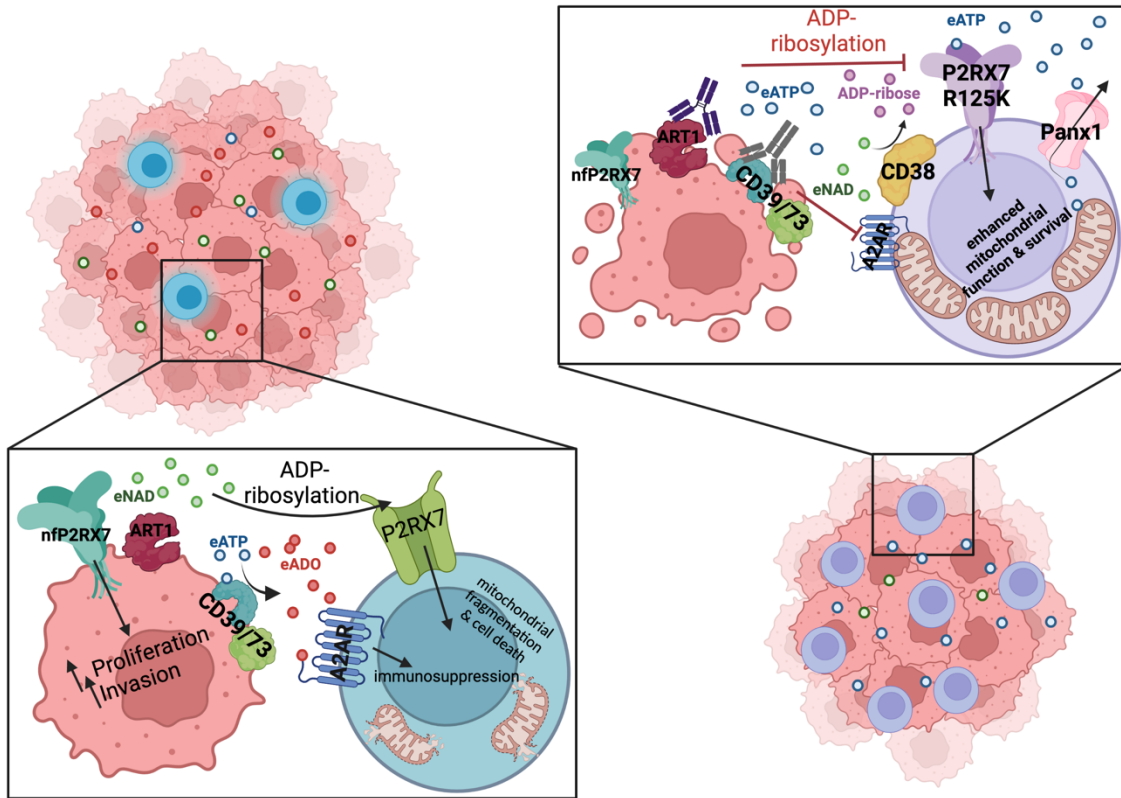 ADP-
ribosylation
eATP
P2RX7
R125K
eATP
ADP-ribose
ART1
Panx1
nfP2RX7
CD39/73
eNAD
CD38
A2AR
enhanced
mitochondrial
function & survival
eNAD
ADP-
ribosylation
nfP2RX7
ART1
P2RX7
eATP
eADO
CD39/73
A2AR
mitochondrial
fragmentation
& cell death
immunosuppression
Proliferation
Invasion